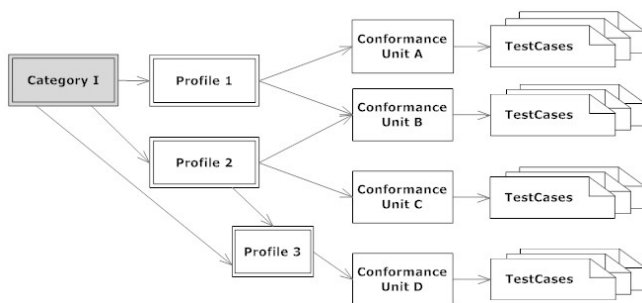 Category I
Profile 1
Profile 2
Profile 3
Conformance
Unit A
Conformance
Unit B
Conformance
Unit C
Conformance
Unit D
TestCases
TestCases
TestCases
TestCases